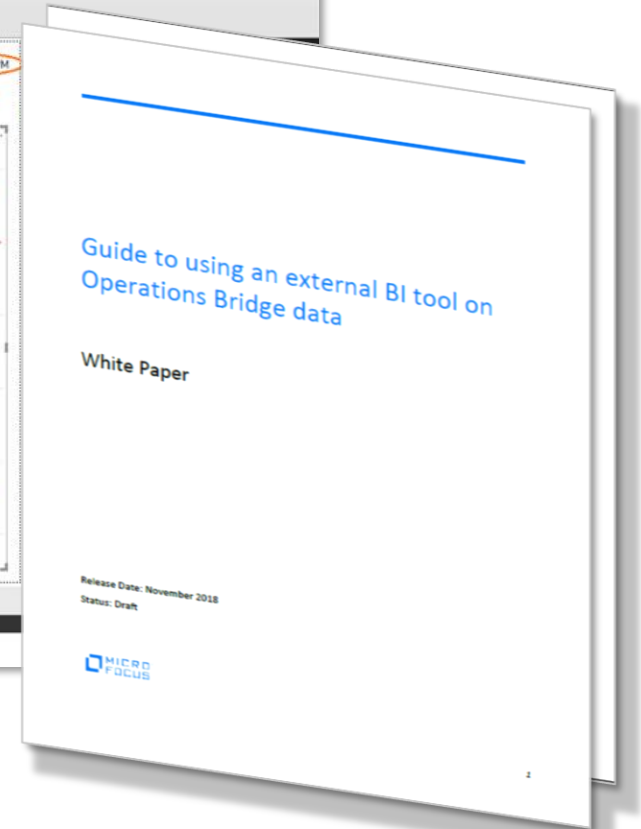 M
Guide to using an external BI tool on
Operations Bridge data
White Paper
Release Date: November 2018
Status: Draft
MICRO
FOCUS
1